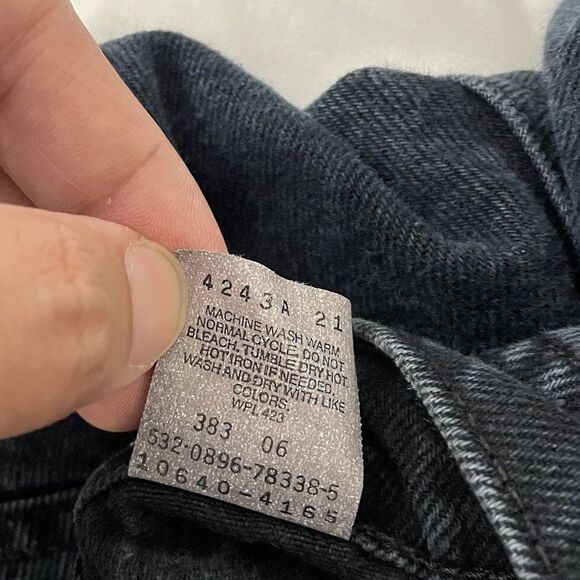 4243A 21
MACHINE WASH WARM
NORMAL CYCLE. DO NOT
BLEACH. TUMBLE DRY HOT
HOT IRON IF NEEDED.
WASH AND DRY WITH LIKE
COLORS.
WPL 423
383 06
532-0896-78338-5
10640-4165